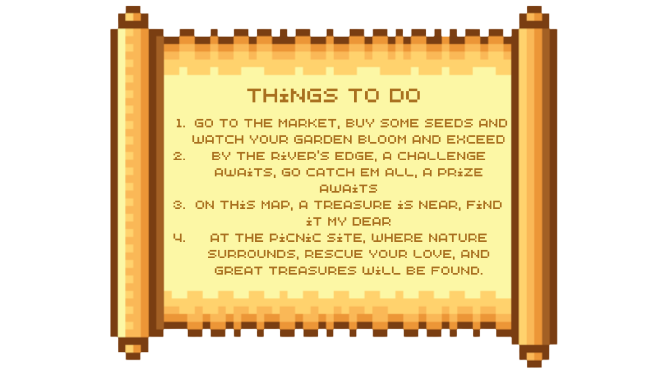 THINGS TO DO
1. GO TO THE MARKET, BUY SOME SEEDS AND
WATCH YOUR GARDEN BLOOM AND EXCEED
2. BY THE RIVER'S EDGE, A CHALLENGE
AWAITS, GO CATCH EM ALL, A PRIZE
AWAITS
3. ON THIS MAP, A TREASURE IS NEAR, FIND
IT MY DEAR
4. AT THE PICNIC SITE, WHERE NATURE
SURROUNDS, RESCUE YOUR LOVE, AND
GREAT TREASURES WILL BE FOUND.